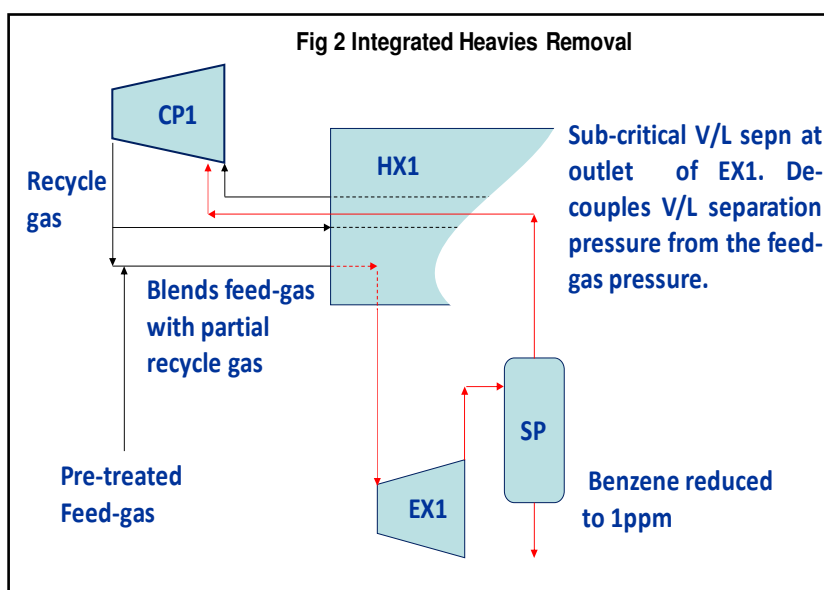 Fig 2 Integrated Heavies Removal
CP1
HX1
Recycle
gas
Sub-critical V/L sepn at
outlet of EX1. De-
couples V/L separation
pressure from the feed-
gas pressure.
Blends feed-gas
with partial
recycle gas
SP
Pre-treated
Feed-gas
EX1
Benzene reduced
to 1ppm